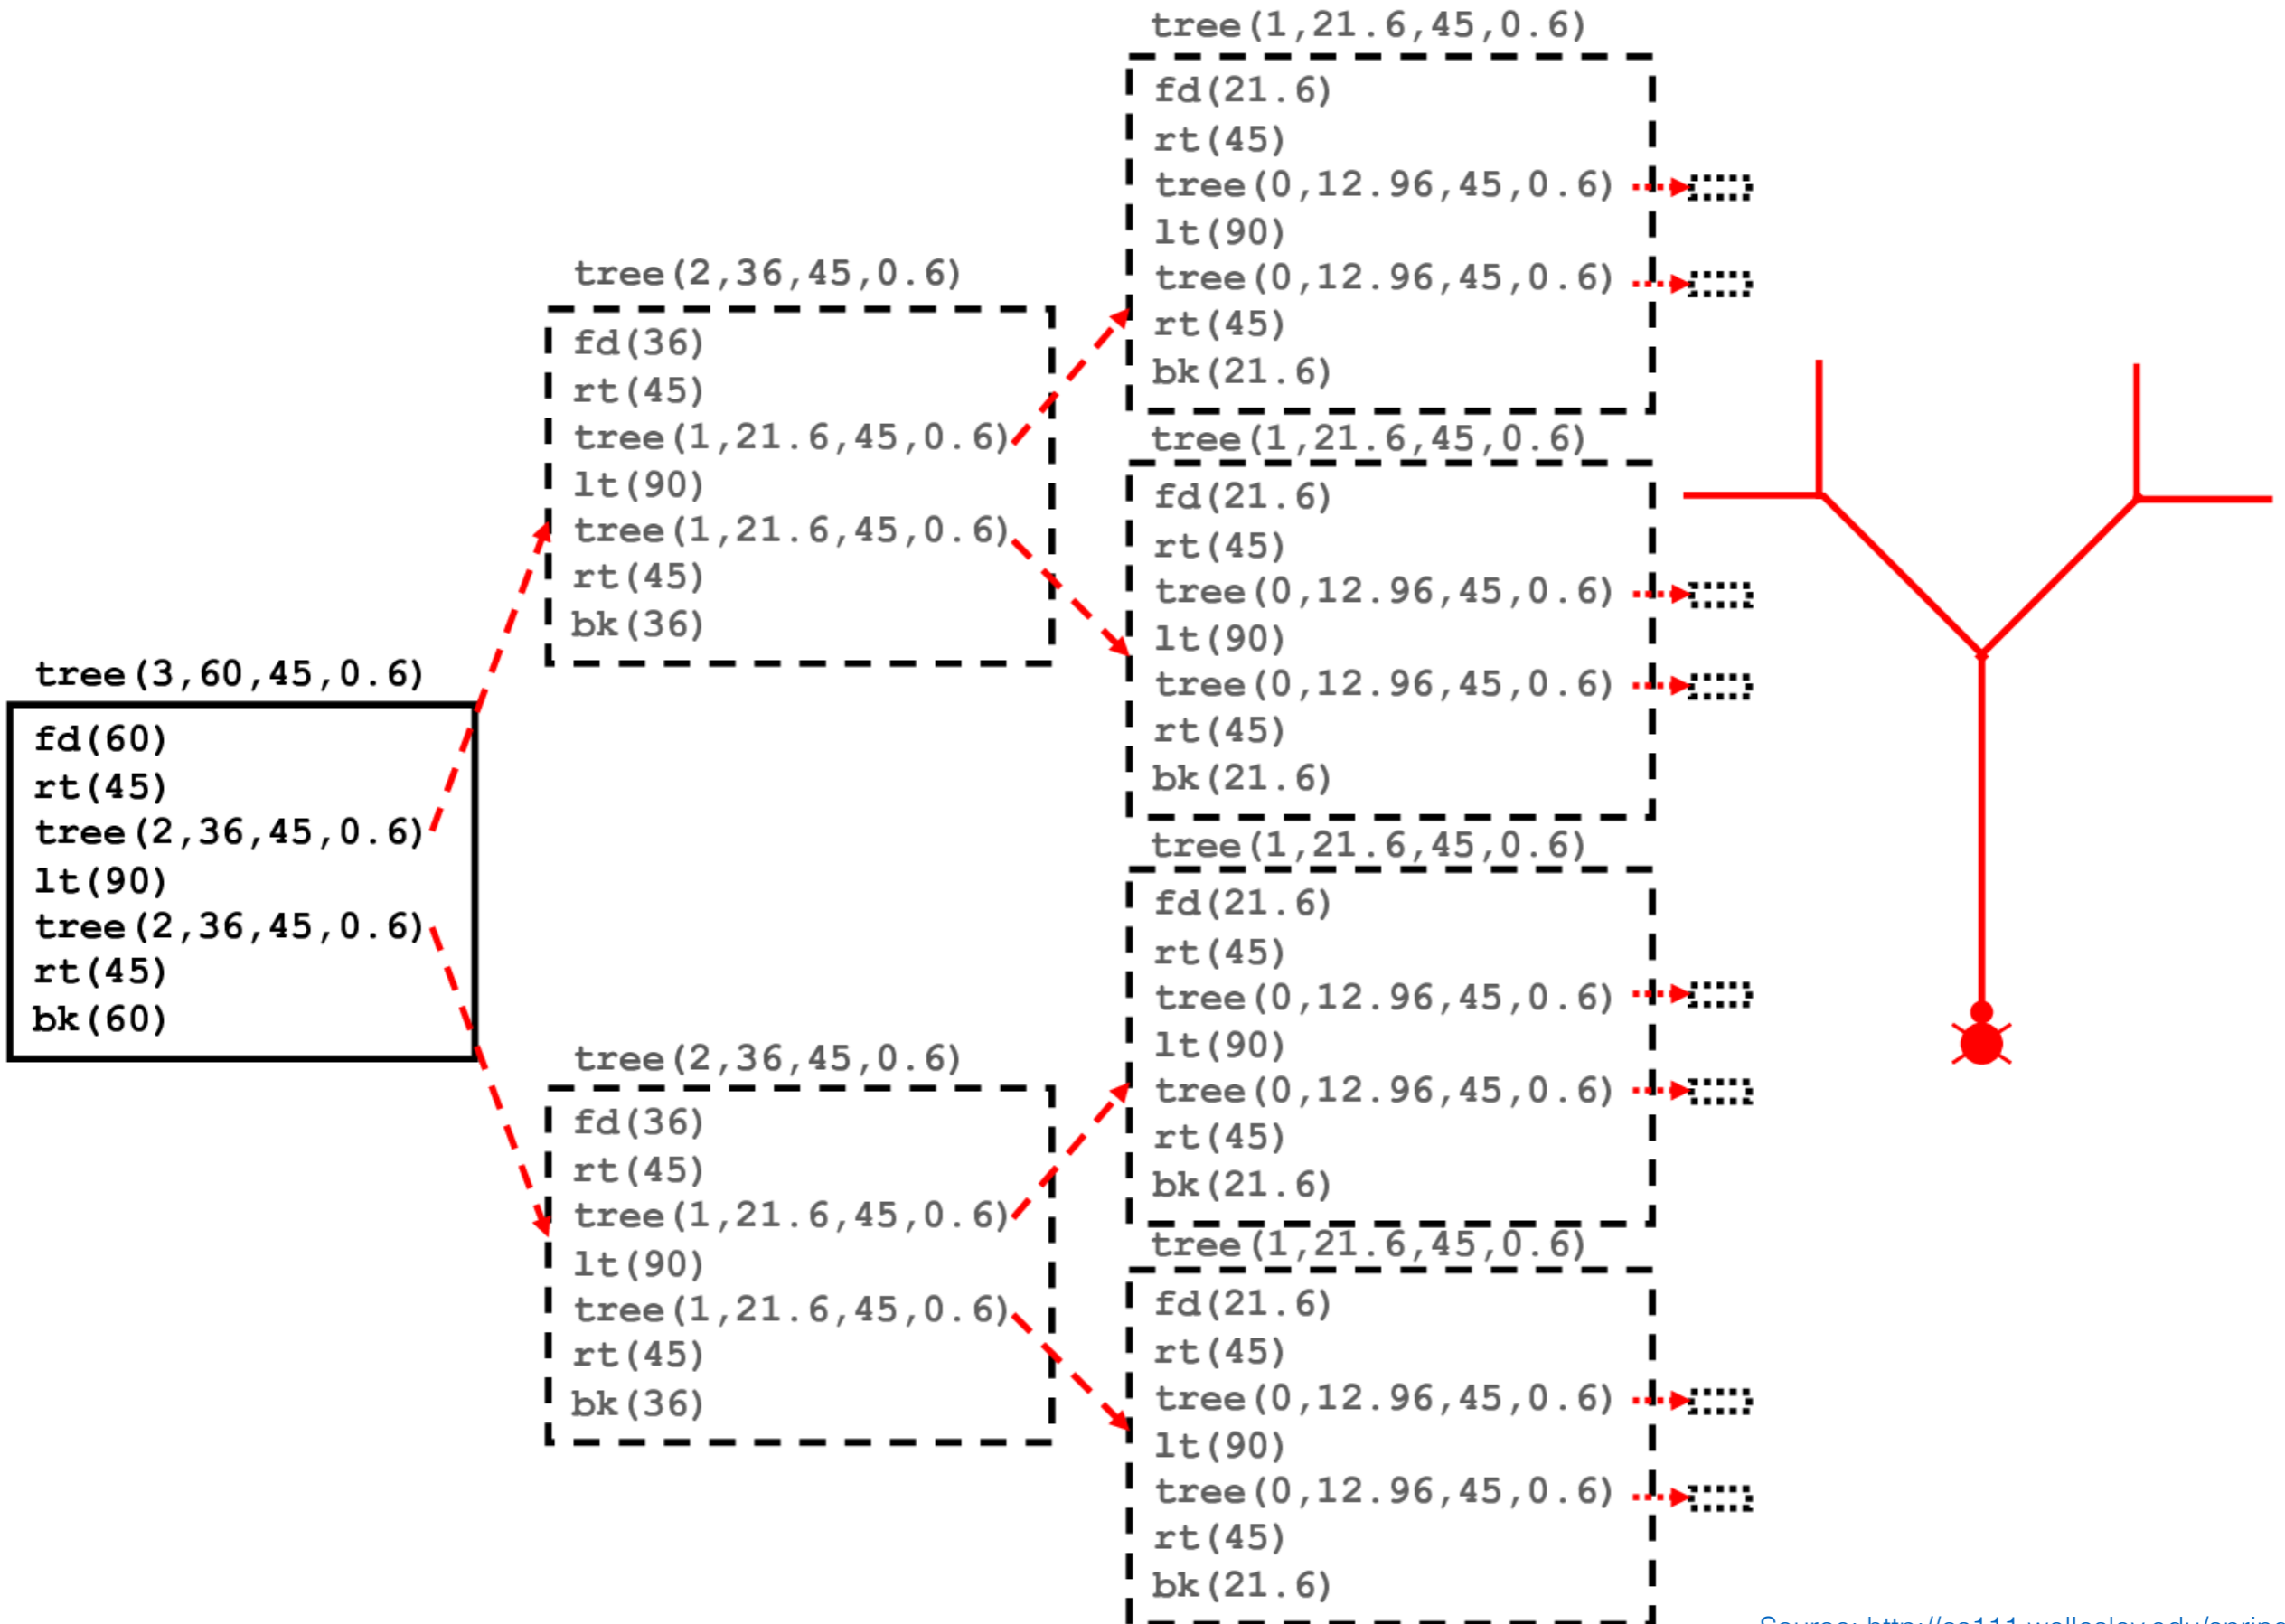 tree(3,60,45,0.6)
fd(60)
rt(45)
tree(2,36,45,0.6)
lt(90)
tree(2,36,45,0.6)
rt(45)
bk(60)
tree(2,36,45,0.6)
fd(36)
rt(45)
tree(1,21.6,45,0.6)
lt(90)
tree(1,21.6,45,0.6)
rt(45)
bk(36)
tree(2,36,45,0.6)
fd(36)
rt(45)
tree(1,21.6,45,0.6)
lt(90)
tree(1,21.6,45,0.6)
rt(45)
bk(36)
tree(1,21.6,45,0.6)
fd(21.6)
rt(45)
tree(0,12.96,45,0.6)
lt(90)
tree(0,12.96,45,0.6)
rt(45)
bk(21.6)
tree(1,21.6,45,0.6)
fd(21.6)
rt(45)
tree(0,12.96,45,0.6)
lt(90)
tree(0,12.96,45,0.6)
rt(45)
bk(21.6)
tree(1,21.6,45,0.6)
fd(21.6)
rt(45)
tree(0,12.96,45,0.6)
lt(90)
tree(0,12.96,45,0.6)
rt(45)
bk(21.6)
tree(1,21.6,45,0.6)
fd(21.6)
rt(45)
tree(0,12.96,45,0.6)
lt(90)
tree(0,12.96,45,0.6)
rt(45)
bk(21.6)
Source: